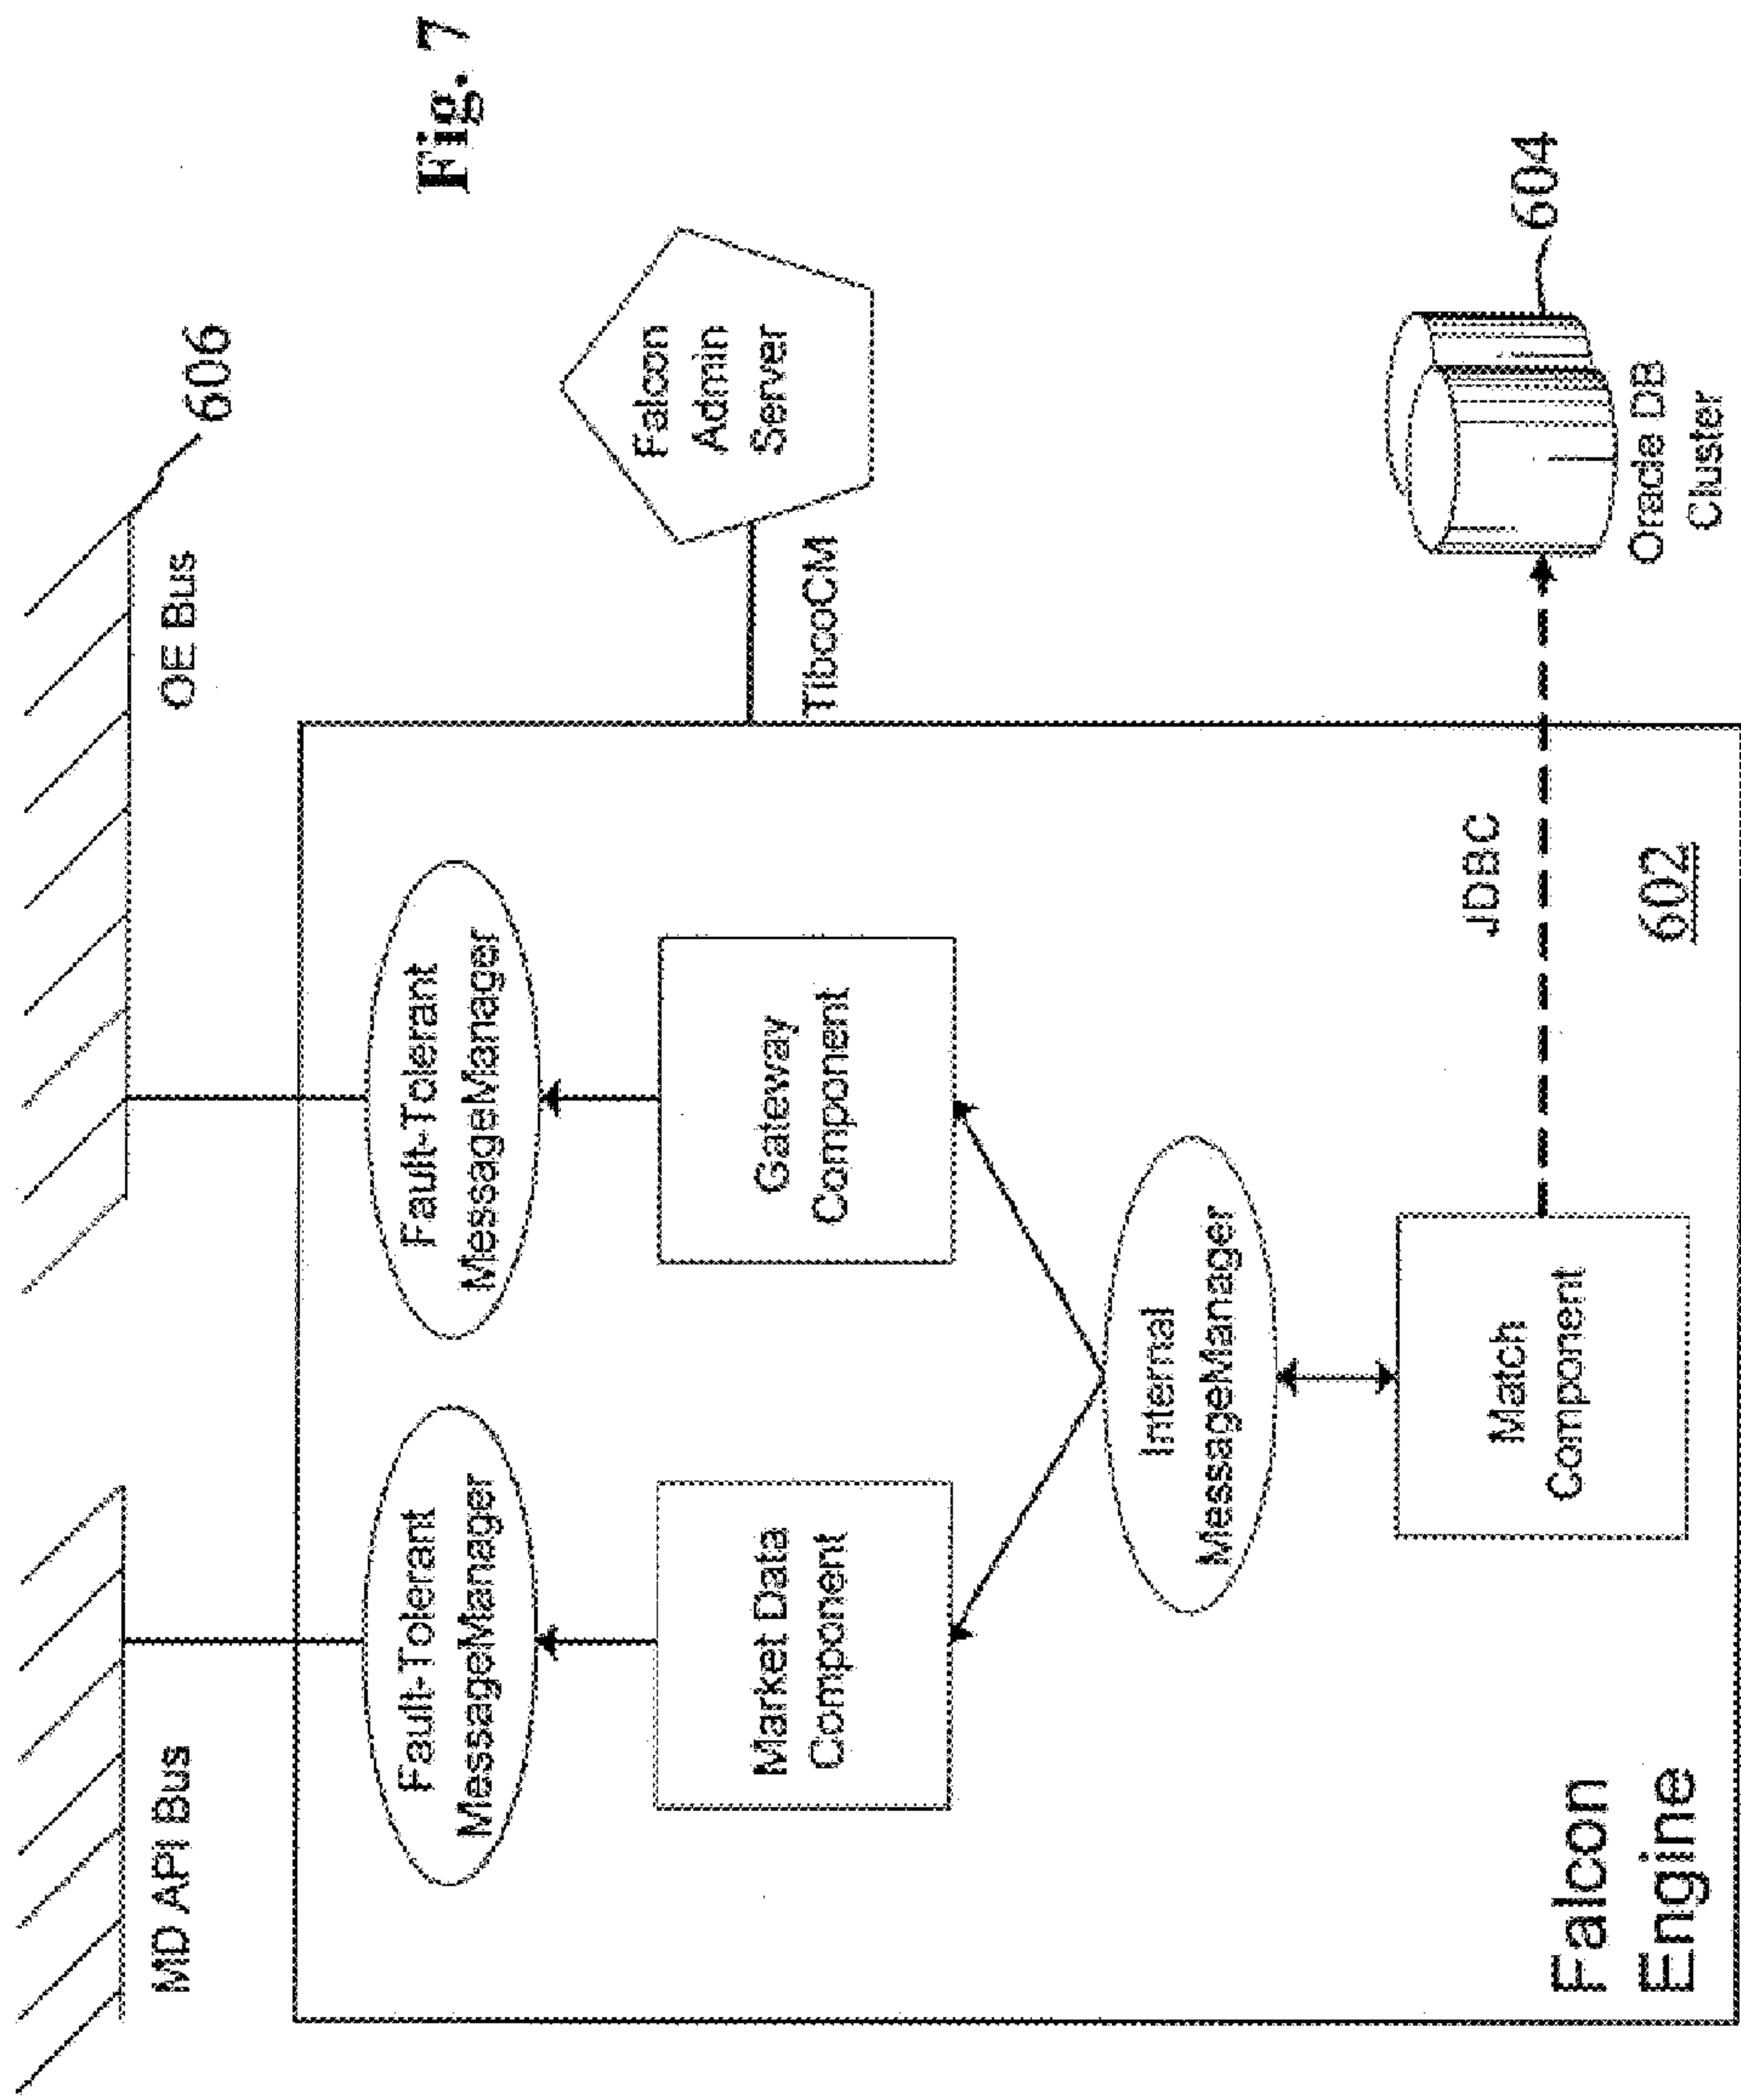 MD API Bus
OE Bus
606
Fig. 7
Fault-Tolerant
MessageManager
Fault-Tolerant
MessageManager
Market Data
Component
Gateway
Component
Falcon
Admin
Server
TibcoCM
Internal
MessageManager
Match
Component
JDBC
604
Oracle DB
Cluster
Falcon
Engine
602